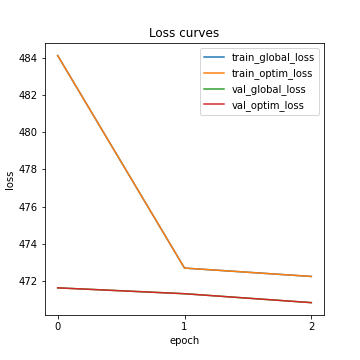 Loss curves
train_global_loss
train_optim_loss
val_global_loss
val_optim_loss
484
482
480
478
476
474
472
loss
0 1 2
epoch